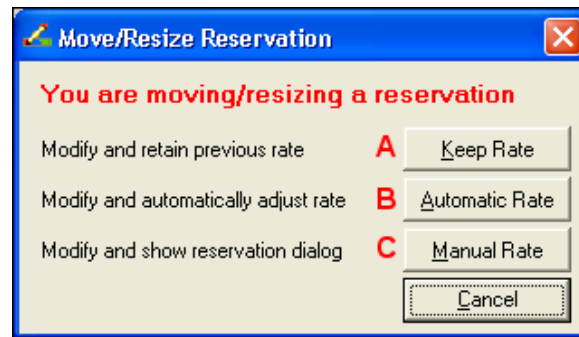 Move/Resize Reservation
You are moving/resizing a reservation
Modify and retain previous rate A Keep Rate
Modify and automatically adjust rate B Automatic Rate
Modify and show reservation dialog C Manual Rate
Cancel